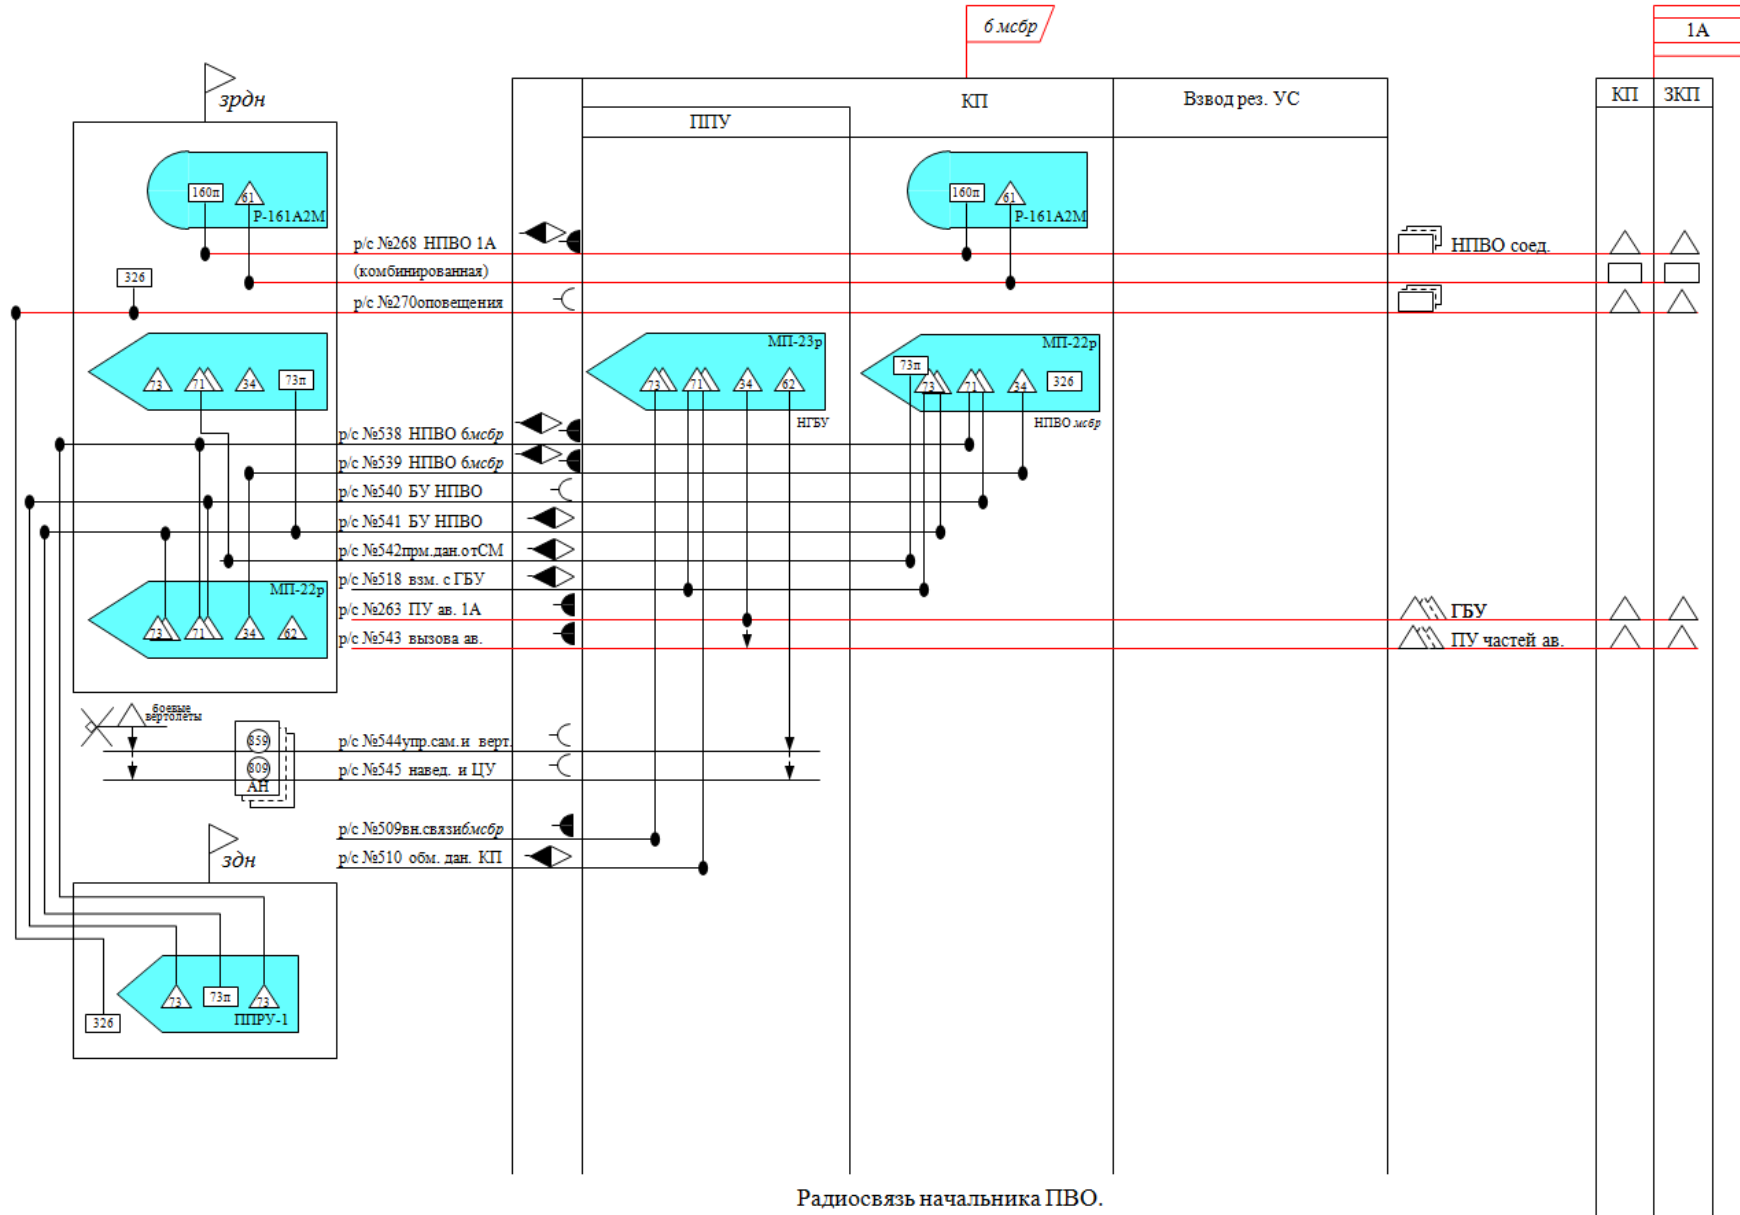 6 мсбр
1А
зрдн
КП
ЗКП
КП
Взвод рез. УС
ППУ
160п
61
Р-161А2М
160п
61
Р-161А2М
р/с №268 НПВО 1А
НПВО соед.
(комбинированная)
326
р/с №270оповещения
МП-23р
МП-22р
73
71
34
73п
73
71
34
62
73п
73
71
34
326
НГБУ
НПВО мсбр
р/с №538 НПВО 6мсбр
р/с №539 НПВО 6мсбр
р/с №540 БУ НПВО
р/с №541 БУ НПВО
р/с №542прм.дан.отСМ
р/с №518 взм. с ГБУ
МП-22р
р/с №263 ПУ ав. 1А
ГБУ
73
71
34
62
р/с №543 вызова ав.
ПУ частей ав.
боевые
вертолеты
859
р/с №544упр.сам.и верт.
809
р/с №545 навед. и ЦУ
АН
р/с №509вн.связи6мсбр
р/с №510 обм. дан. КП
здн
73
73п
73
326
ППРУ-1
Радиосвязь начальника ПВО.